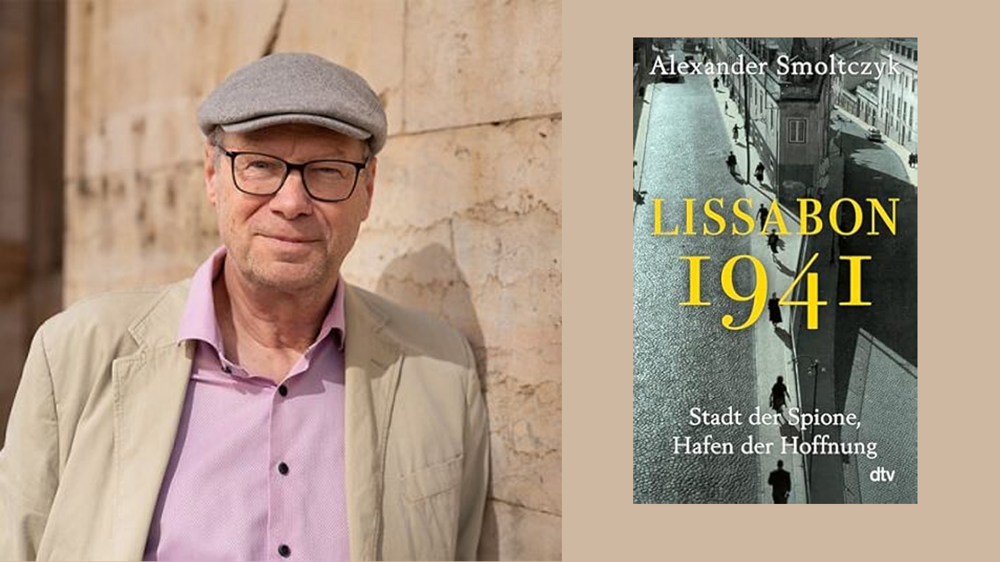 Alexander Smoltczyk
LISSABON
1941
Stadt der Spione,
Hafen der Hoffnung
dtv